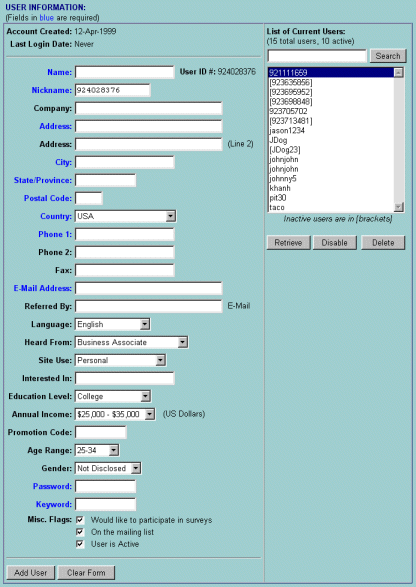 USER INFORMATION:
(Fields in blue are required)
Account Created: 12-Apr-1999
Last Login Date: Never
Name: User ID #: 924028376
Nickname: 924028376
Company:
Address:
Address: (Line 2)
City:
State/Province:
Postal Code:
Country: USA
Phone 1:
Phone 2:
Fax:
E-Mail Address:
Referred By: E-Mail
Language: English
Heard From: Business Associate
Site Use: Personal
Interested In:
Education Level: College
Annual Income: $25,000 - $35,000 (US Dollars)
Promotion Code:
Age Range: 25-34
Gender: Not Disclosed
Password:
Keyword:
Misc. Flags: Would like to participate in surveys
On the mailing list
User is Active
Add User Clear Form
List of Current Users:
(15 total users, 10 active)
Search
921111659
[923635856]
[923695952]
[923698848]
923705702
[923713481]
jason1234
JDog
[JDog23]
johnjohn
johnjohn
johnny5
khanh
pit30
taco
Inactive users are in [brackets]
Retrieve Disable Delete